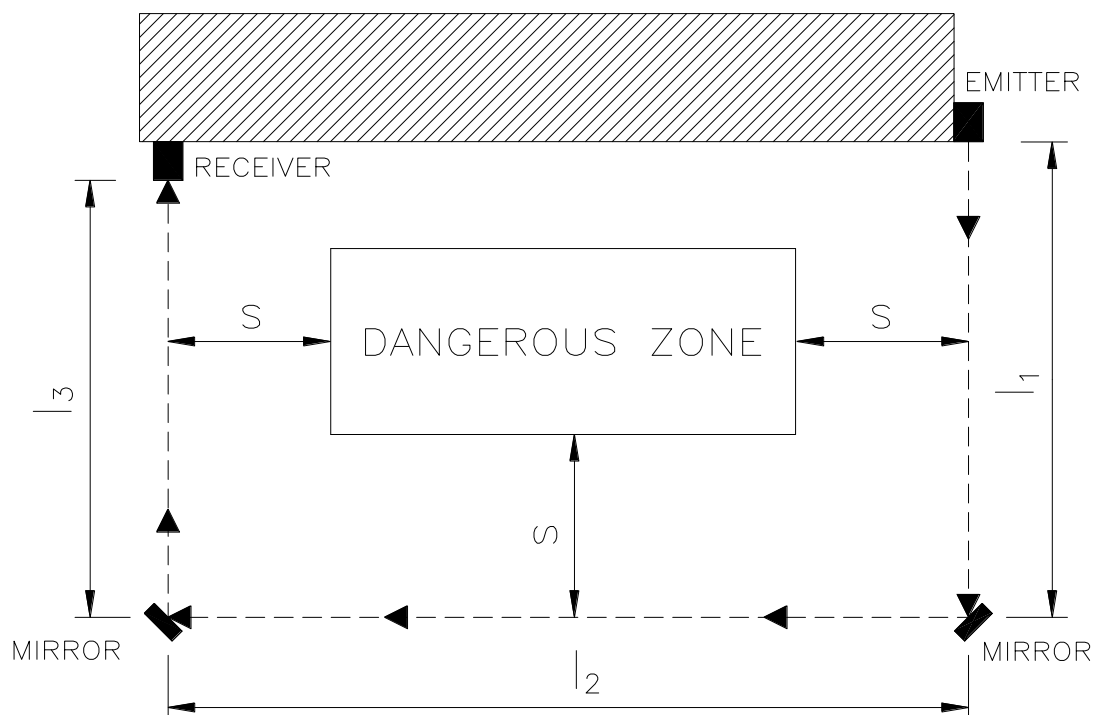 EMITTER
RECEIVER
S
S
DANGEROUS ZONE
l3
l1
S
MIRROR
MIRROR
l2